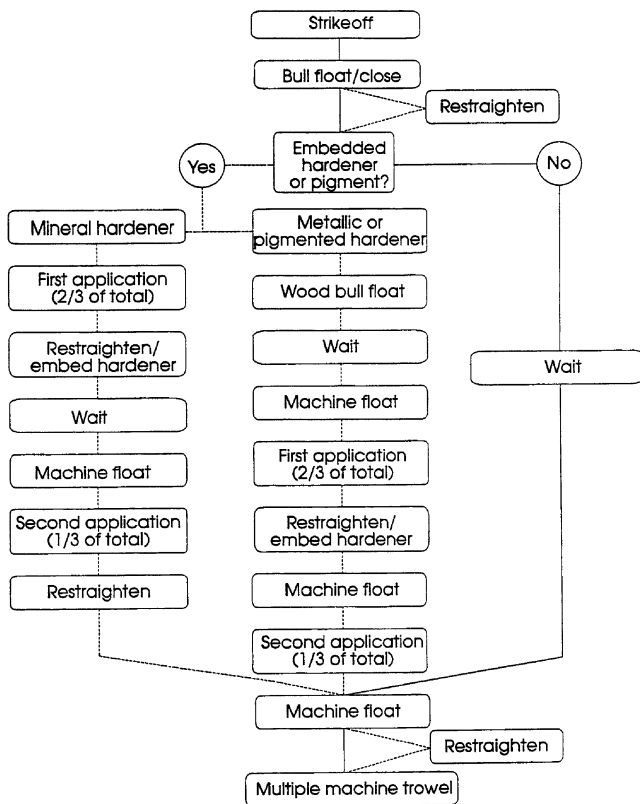 Strikeoff
Bull float/close
Restraighten
Embedded
hardener
or pigment?
Yes
No
Mineral hardener
First application
(2/3 of total)
Restraighten/
embed hardener
Wait
Machine float
Second application
(1/3 of total)
Restraighten
Metallic or
pigmented hardener
Wood bull float
Wait
Machine float
First application
(2/3 of total)
Restraighten/
embed hardener
Machine float
Second application
(1/3 of total)
Wait
Machine float
Restraighten
Multiple machine trowel